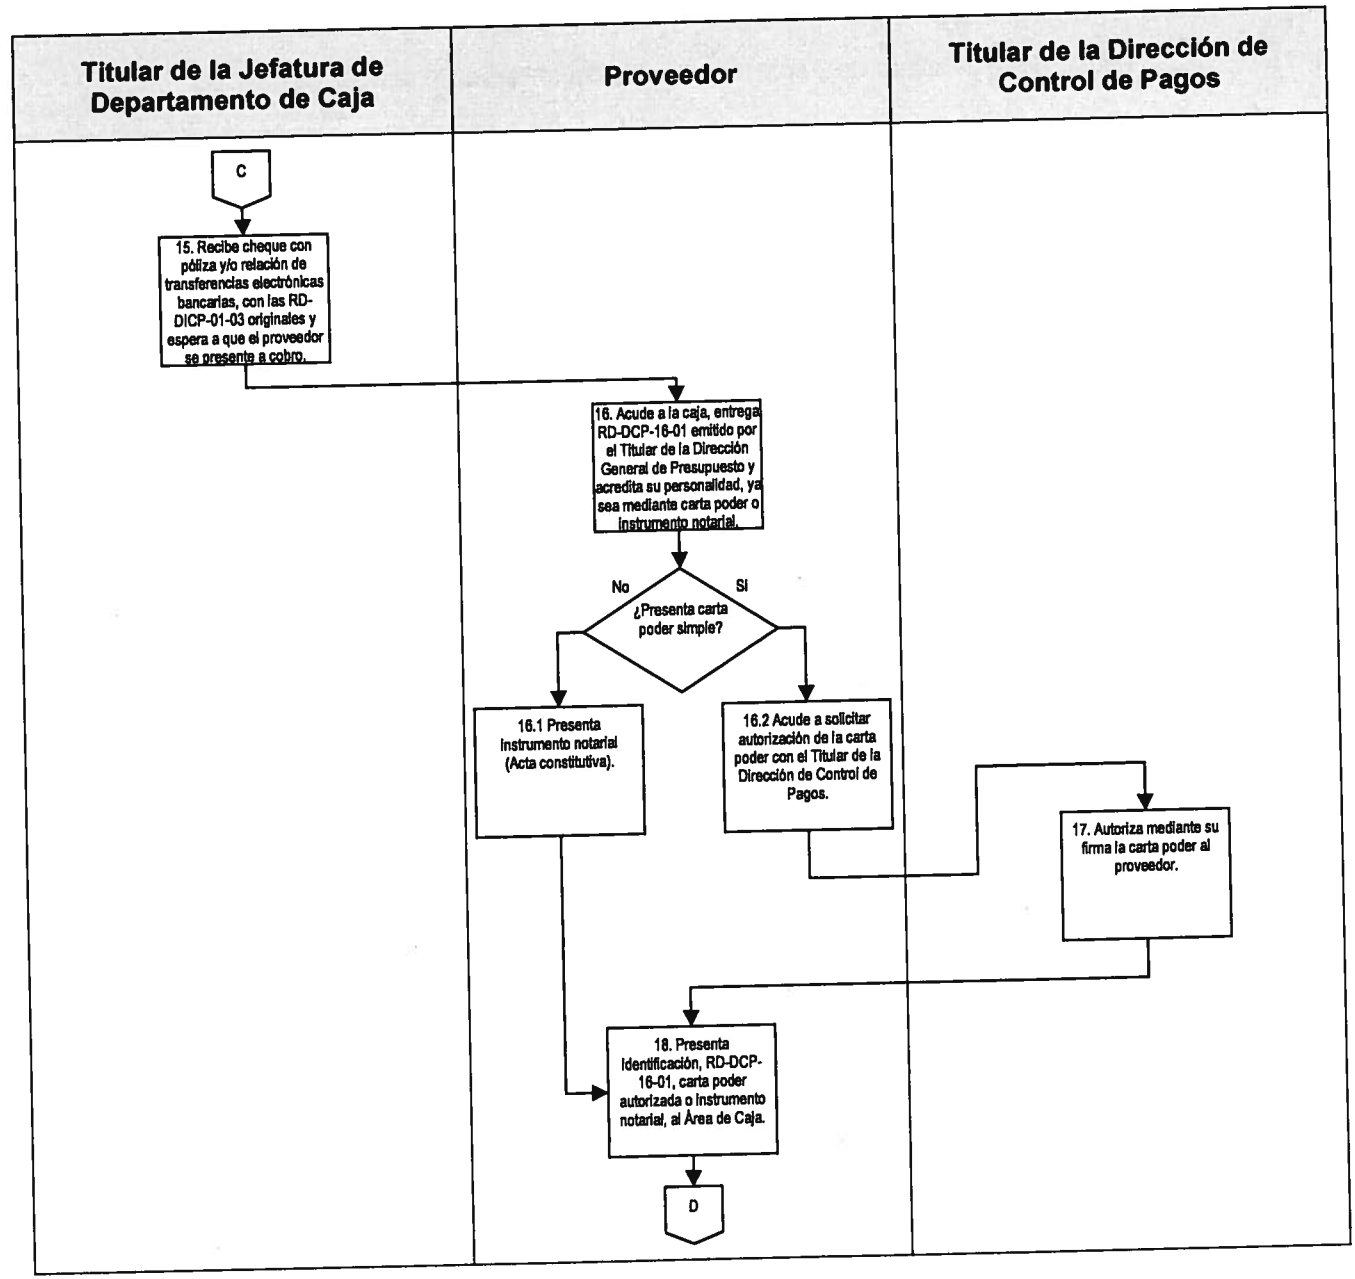 Titular de la Jefatura de
Departamento de Caja
Proveedor
Titular de la Dirección de
Control de Pagos
C
15. Recibe cheque con
póliza y/o relación de
transferencias electrónicas
bancarias, con las RD-
DICP-01-03 originales y
espera a que el proveedor
se presente a cobro.
16. Acude a la caja, entrega
RD-DCP-16-01 emitido por
el Titular de la Dirección
General de Presupuesto y
acredita su personalidad, ya
sea mediante carta poder o
instrumento notarial.
No
Si
¿Presenta carta
poder simple?
16.1 Presenta
instrumento notarial
(Acta constitutiva).
16.2 Acude a solicitar
autorización de la carta
poder con el Titular de la
Dirección de Control de
Pagos.
17. Autoriza mediante su
firma la carta poder al
proveedor.
18. Presenta
identificación, RD-DCP-
16-01, carta poder
autorizada o instrumento
notarial, al Área de Caja.
D